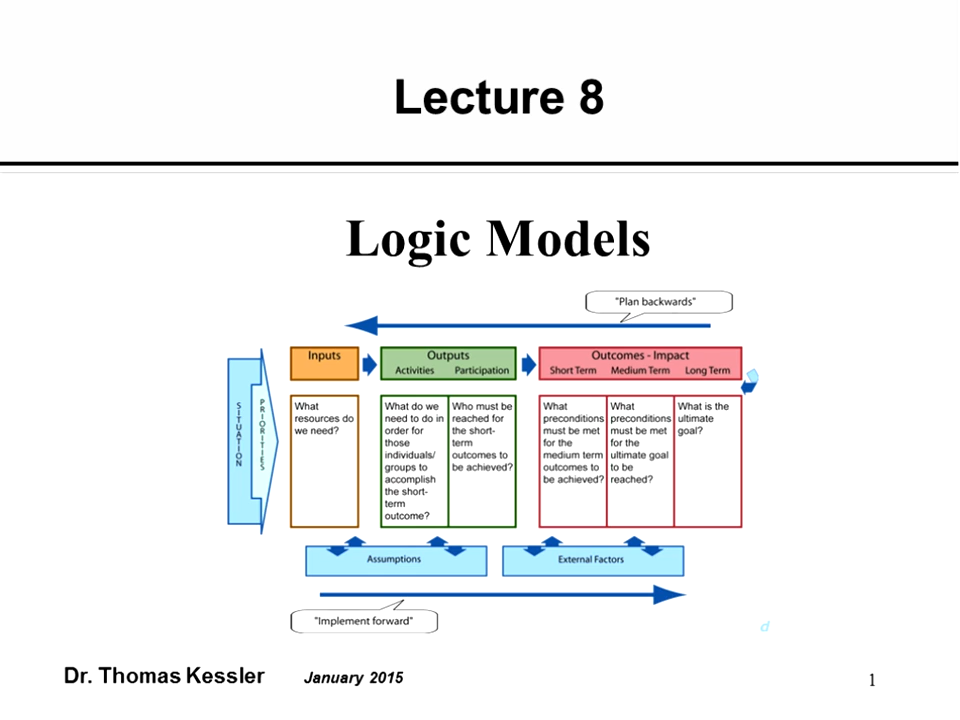 Lecture 8
Logic Models
"Plan backwards"
Inputs
Outputs
Activities Participation
Outcomes - Impact
Short Term Medium Term Long Term
SITUATION
PRIORITIES
What
resources do
we need?
What do we
need to do in
order for
those
individuals/
groups to
accomplish
the short-
term
outcome?
Who must be
reached for
the short-
term
outcomes to
be achieved?
What
preconditions
must be met
for the
medium term
outcomes to
be achieved?
What
preconditions
must be met
for the
ultimate goal
to be
reached?
What is the
ultimate
goal?
Assumptions
External Factors
"Implement forward"
d
Dr. Thomas Kessler January 2015 1